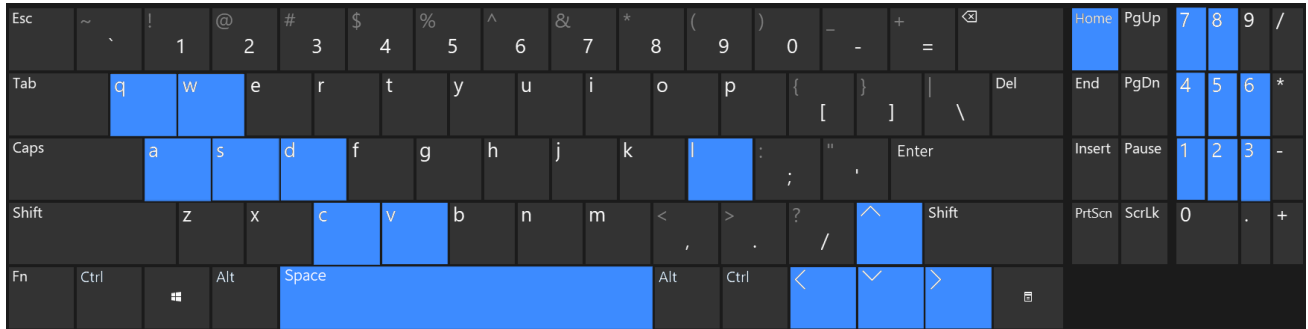 Esc ~ ` ! 1 @ 2 # 3 $ 4 % 5 ^ 6 & 7 * 8 ( 9 ) 0 _ - + = Home PgUp 7 8 9 /
Tab q w e r t y u i o p { [ } ] | \ Del End PgDn 4 5 6 *
Caps a s d f g h j k l : ; " ' Enter Insert Pause 1 2 3 -
Shift z x c v b n m < , > . ? / Shift PrtScn ScrLk 0 . +
Fn Ctrl Alt Space Alt Ctrl